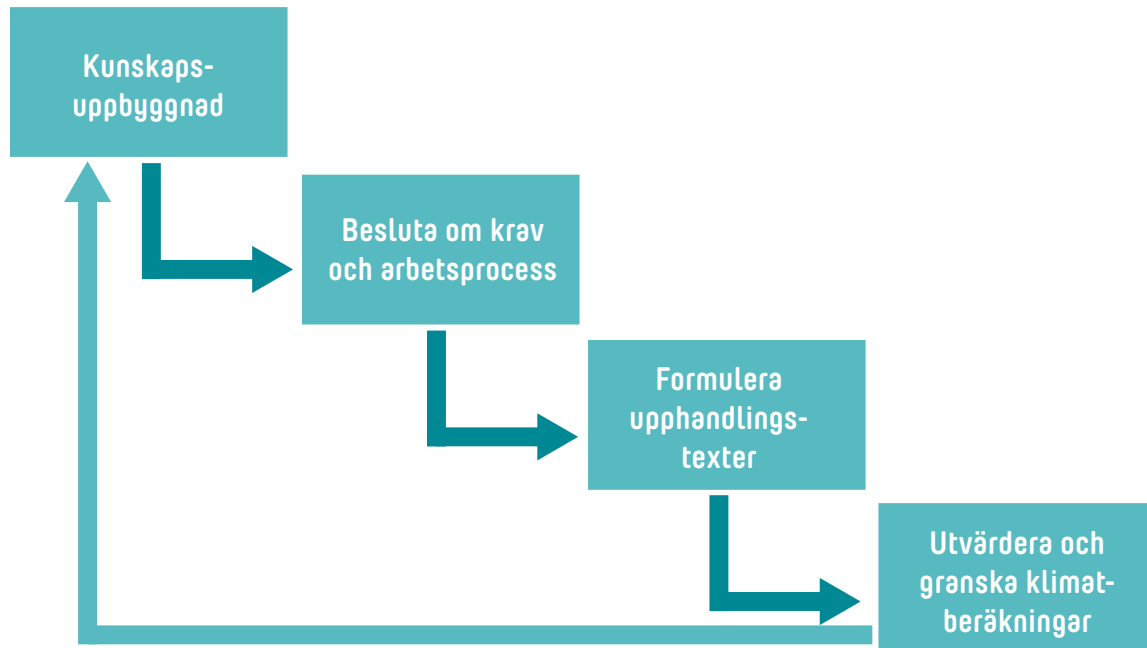 Kunskaps-
uppbyggnad
Besluta om krav
och arbetsprocess
Formulera
upphandlings-
texter
Utvärdera och
granska klimat-
beräkningar